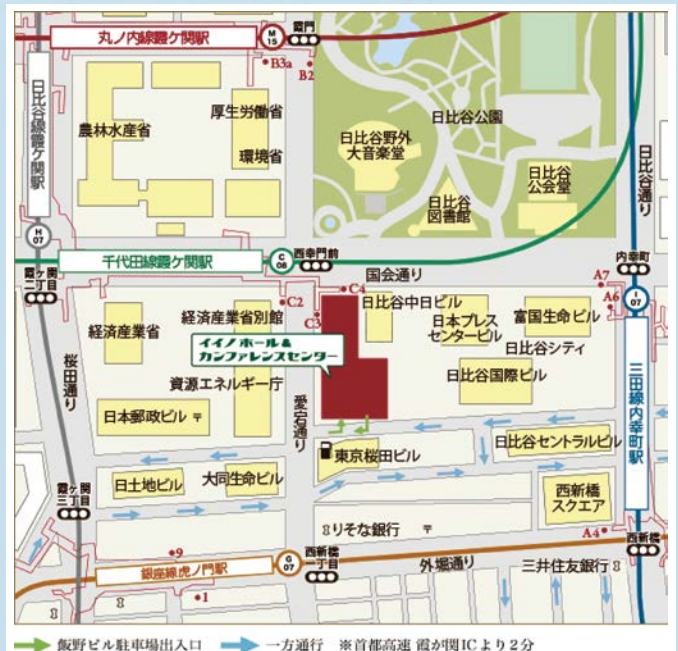 丸ノ内線霞ケ関駅
M
15
霞門
B3a
B2
日比谷線霞ケ関駅
農林水産省
厚生労働省
環境省
日比谷公園
日比谷野外
大音楽堂
日比谷
図書館
日比谷
公会堂
日比谷通り
H
07
千代田線霞ケ関駅
C
08
西幸門前
国会通り
内幸町
霞ヶ関
二丁目
C2
C4
C3
A7
A6
I
07
経済産業省
経済産業省別館
イイノホール&
カンファレンスセンター
日比谷中日ビル
日本プレス
センタービル
富国生命ビル
日比谷シティ
桜田通り
資源エネルギー庁
愛宕通り
日比谷国際ビル
三田線内幸町駅
日本郵政ビル 〒
東京桜田ビル
日比谷セントラルビル
日土地ビル
大同生命ビル
西新橋
スクエア
霞ヶ関
三丁目
りそな銀行
〒
A4
9
銀座線虎ノ門駅
G
07
西新橋
一丁目
外堀通り
三井住友銀行
西新橋
1
飯野ビル駐車場出入口
一方通行
※首都高速 霞が関ICより2分